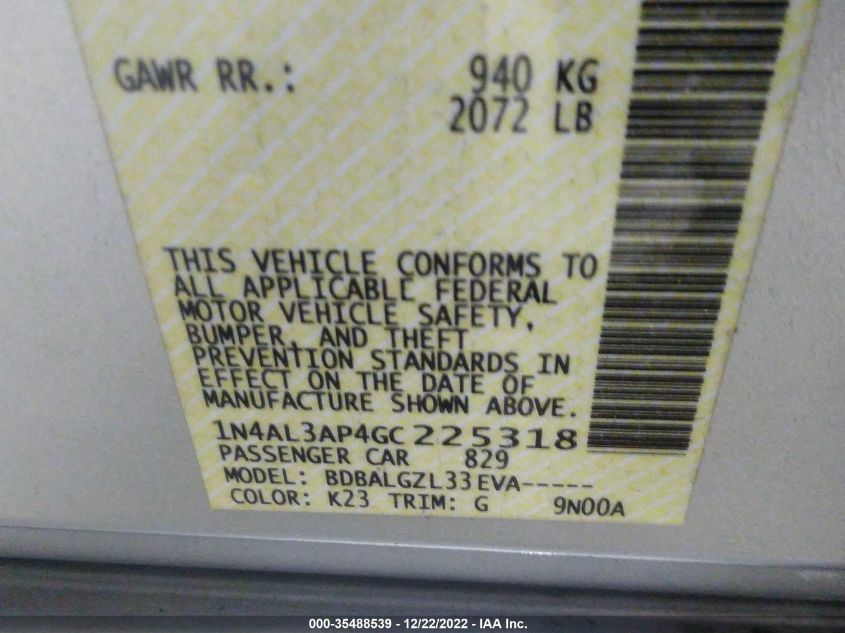 GAWR RR.: 940 KG
2072 LB
THIS VEHICLE CONFORMS TO
ALL APPLICABLE FEDERAL
MOTOR VEHICLE SAFETY,
BUMPER, AND THEFT
PREVENTION STANDARDS IN
EFFECT ON THE DATE OF
MANUFACTURE SHOWN ABOVE.
1N4AL3AP4GC225318
PASSENGER CAR 829
MODEL: BDBALGZL33EVA-----
COLOR: K23 TRIM: G 9N00A
000-35488539 - 12/22/2022 - IAA Inc.